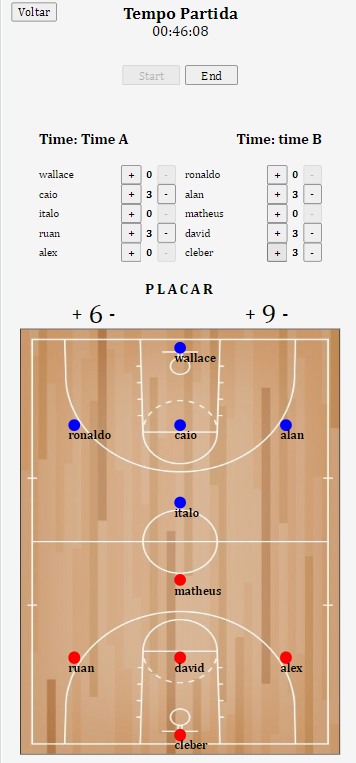 Voltar
Tempo Partida
00:46:08
Start End
Time: Time A Time: time B
wallace + 0 - ronaldo + 0 -
caio + 3 - alan + 3 -
italo + 0 - matheus + 0 -
ruan + 3 - david + 3 -
alex + 0 - cleber + 3 -
PLACAR
+ 6 - + 9 -
wallace
ronaldo caio alan
italo
matheus
ruan david alex
cleber